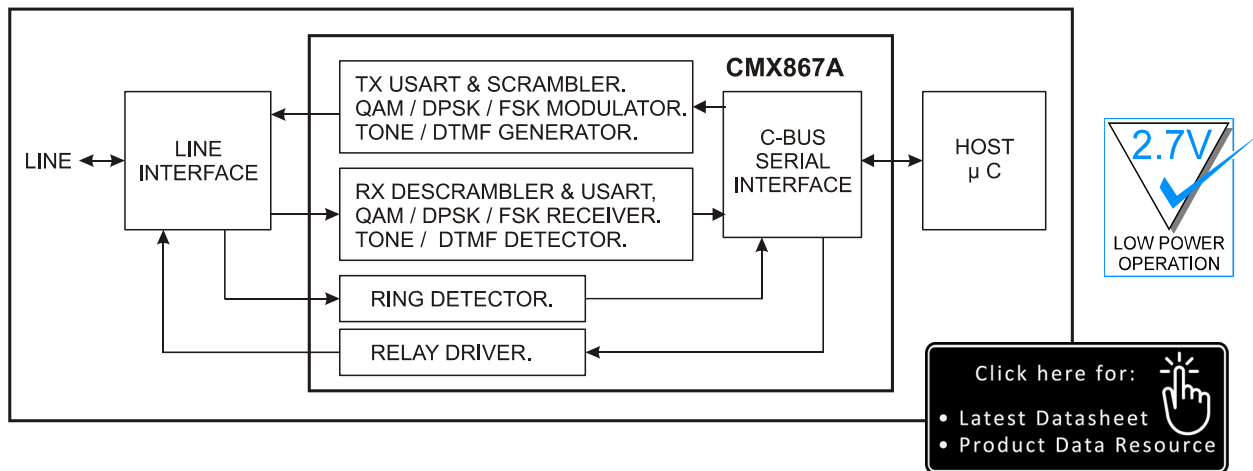 CMX867A
TX USART & SCRAMBLER.
QAM / DPSK / FSK MODULATOR.
TONE / DTMF GENERATOR.
LINE
LINE
INTERFACE
C-BUS
SERIAL
INTERFACE
HOST
µ C
RX DESCRAMBLER & USART,
QAM / DPSK / FSK RECEIVER.
TONE / DTMF DETECTOR.
RING DETECTOR.
RELAY DRIVER.
2.7V
LOW POWER
OPERATION
Click here for:
• Latest Datasheet
• Product Data Resource